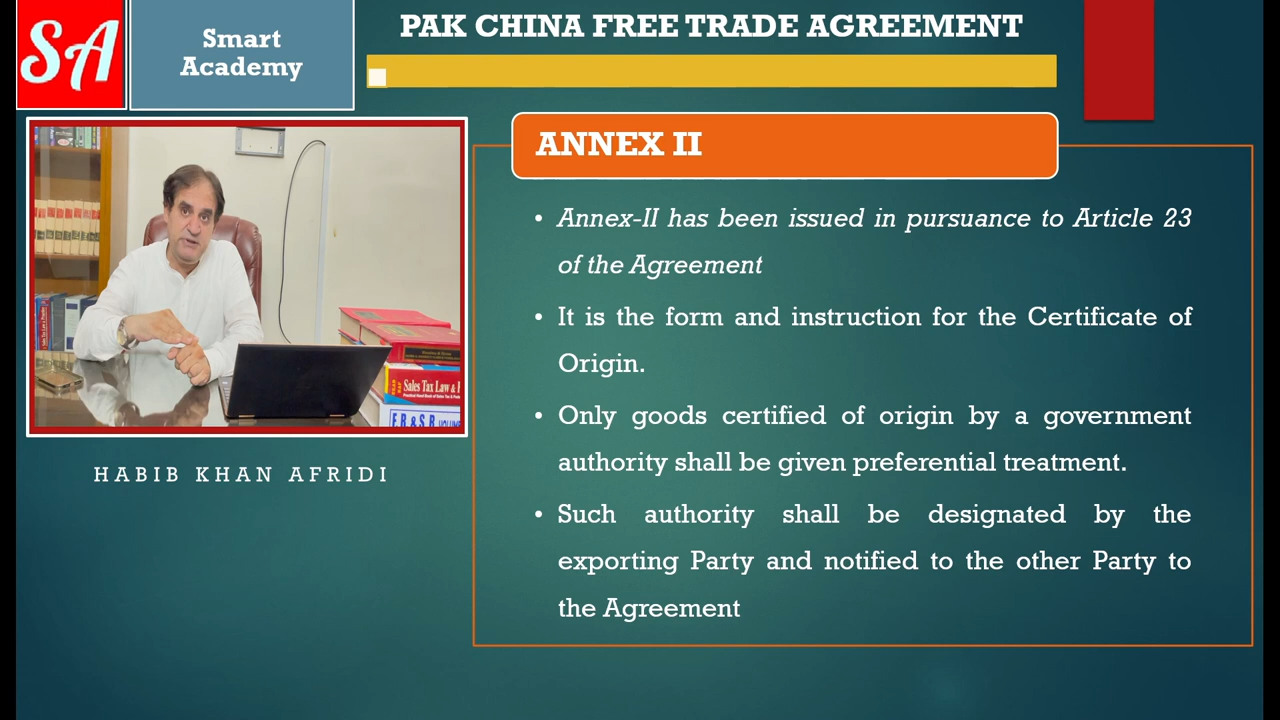 SA
Smart
Academy
PAK CHINA FREE TRADE AGREEMENT
ANNEX II
• Annex-II has been issued in pursuance to Article 23
of the Agreement
• It is the form and instruction for the Certificate of
Origin.
• Only goods certified of origin by a government
authority shall be given preferential treatment.
• Such authority shall be designated by the
exporting Party and notified to the other Party to
the Agreement
Sales Tax Law &
HABIB KHAN AFRIDI